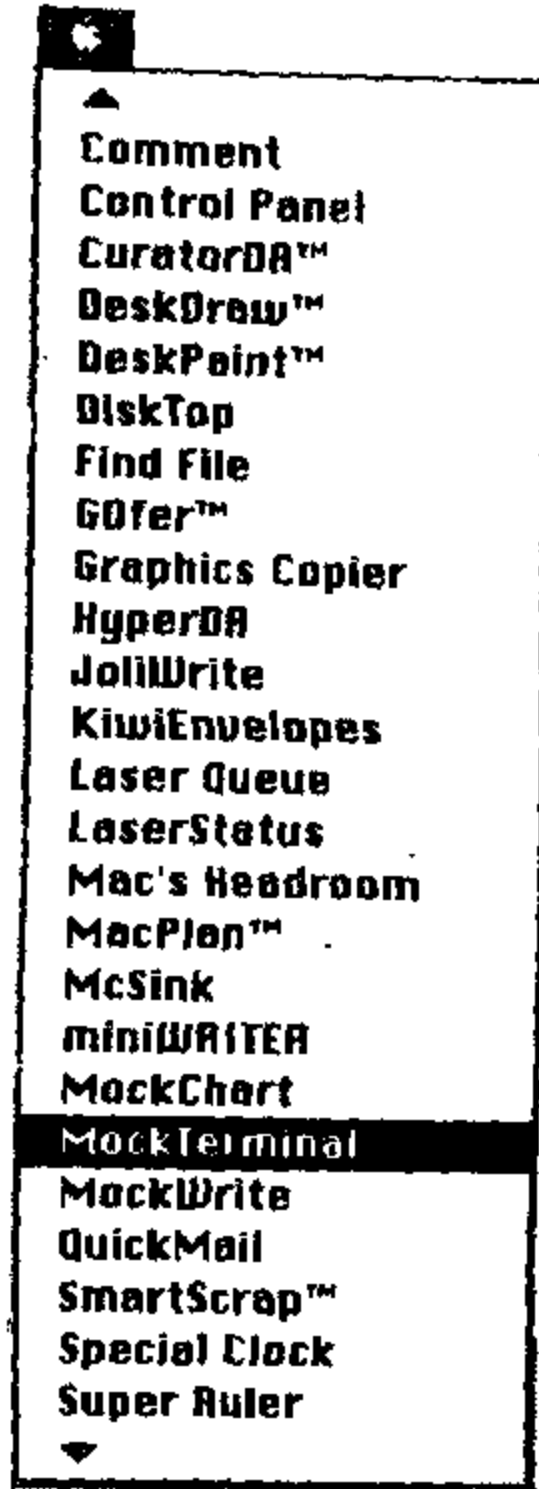 Comment
Control Panel
CuratorDA™
DeskDraw™
DeskPaint™
DiskTop
Find File
GOfer™
Graphics Copier
HyperDA
JoliWrite
KiwiEnvelopes
Laser Queue
LaserStatus
Mac's Headroom
MacPlan™
McSink
miniWRITER
MockChart
MockTerminal
MockWrite
QuickMail
SmartScrap™
Special Clock
Super Ruler